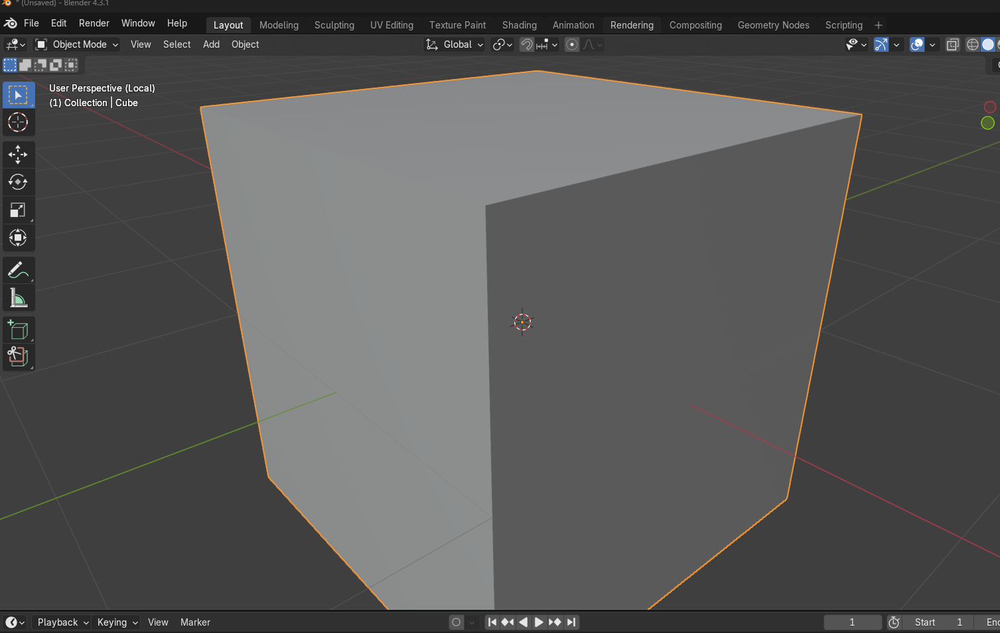 * (Unsaved) - Blender 4.3.1
File Edit Render Window Help Layout Modeling Sculpting UV Editing Texture Paint Shading Animation Rendering Compositing Geometry Nodes Scripting +
Object Mode View Select Add Object Global
User Perspective (Local)
(1) Collection | Cube
Playback Keying View Marker 1 Start 1